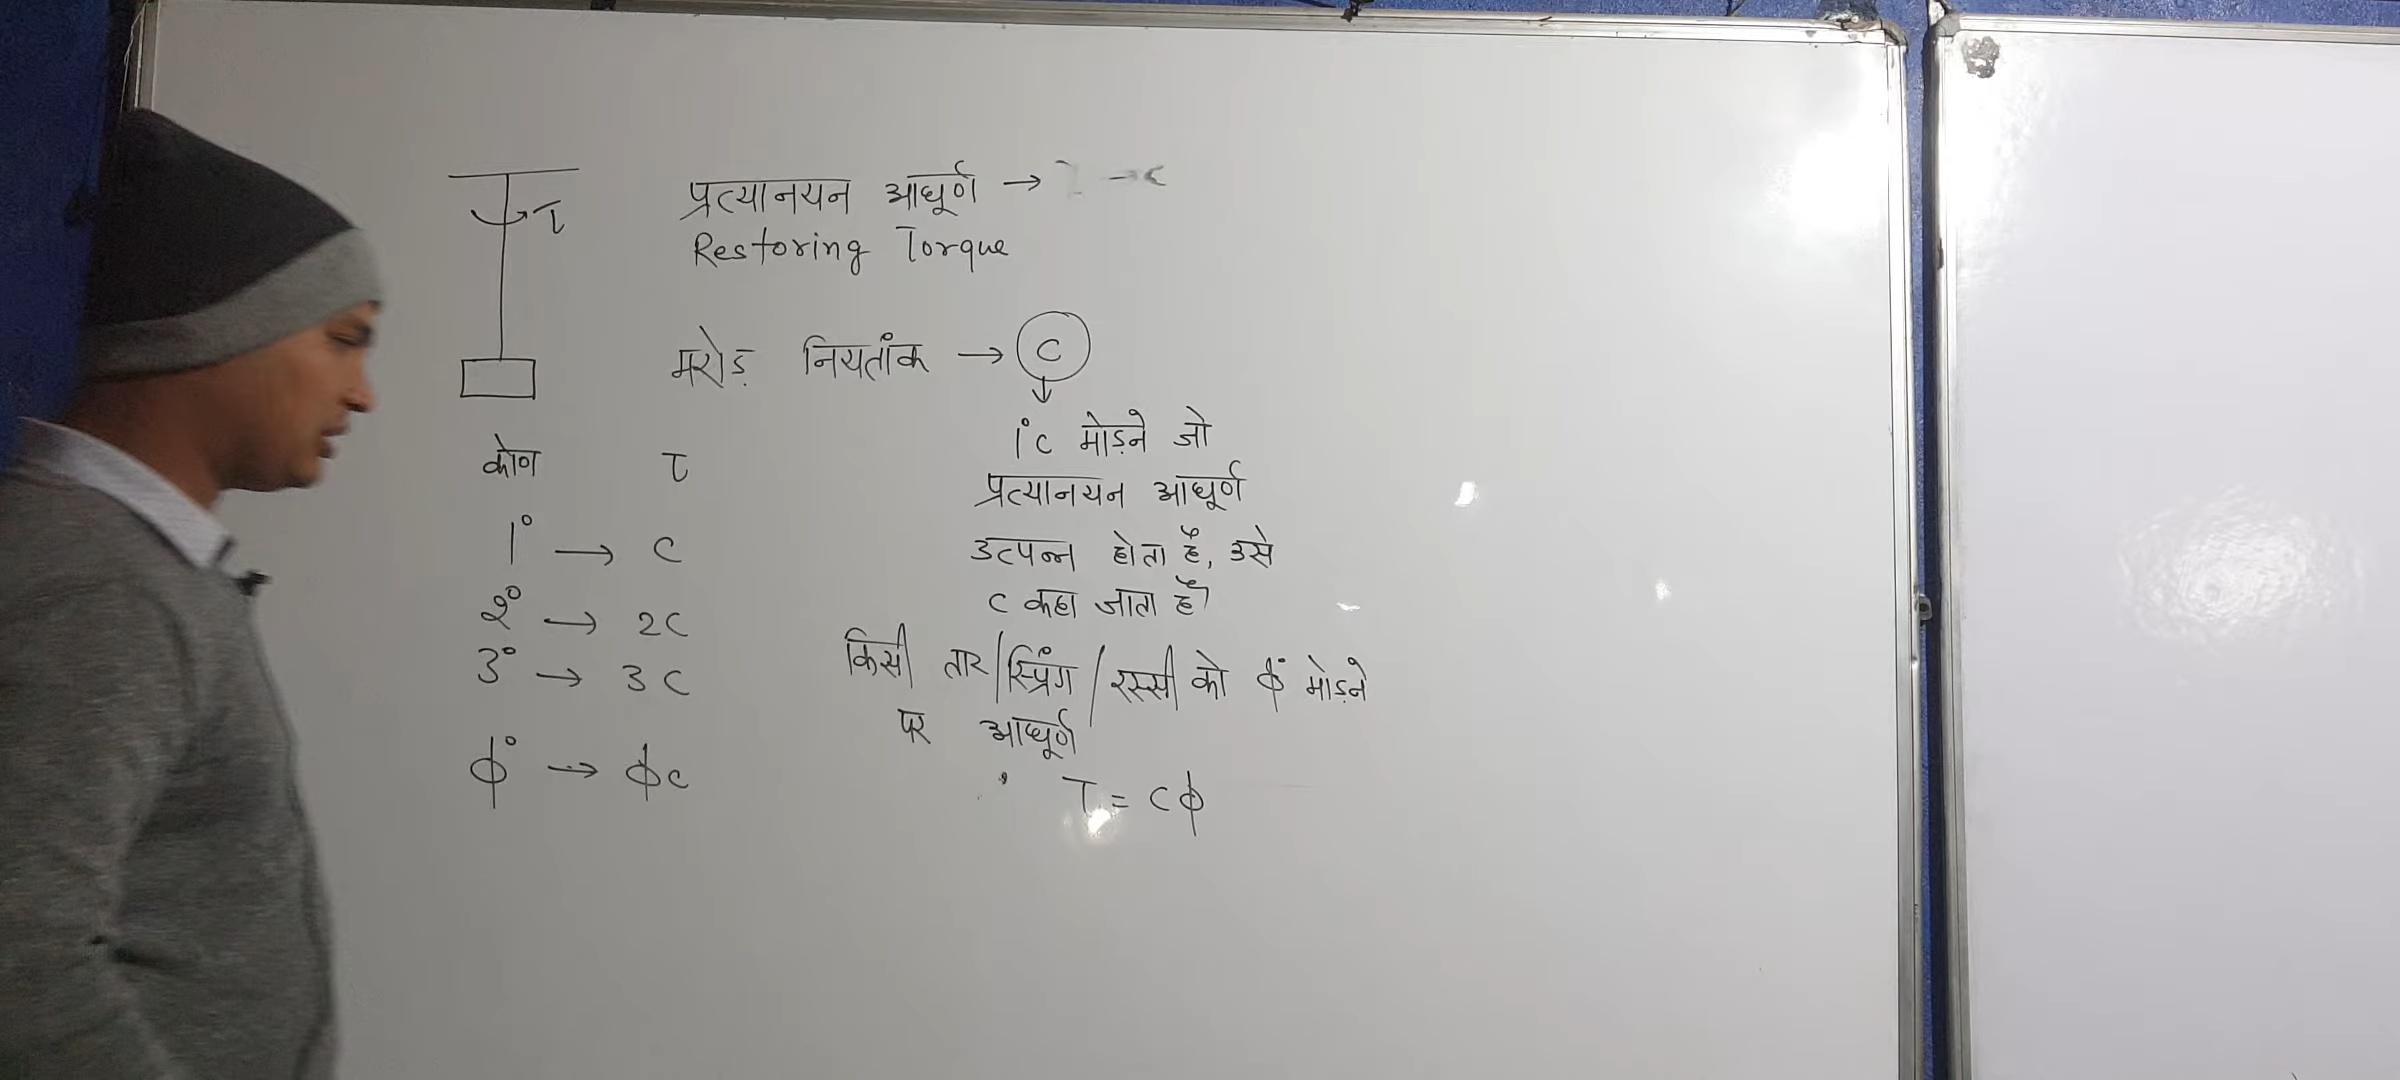 τ
प्रत्यानयन आघूर्ण →
Restoring Torque
मरोड़ नियतांक → C
1°C मोड़ने जो
प्रत्यानयन आघूर्ण
उत्पन्न होता है, उसे
C कहा जाता है
कोण τ
1° → C
2° → 2C
3° → 3C
ϕ° → ϕC
किसी तार/स्प्रिंग/रस्सी को ϕ° मोड़ने
पर आघूर्ण
τ = Cϕ